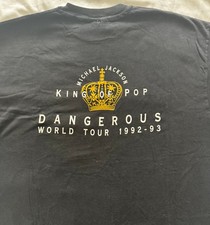 MICHAEL JACKSON
KING OF POP
DANGEROUS
WORLD TOUR 1992-93